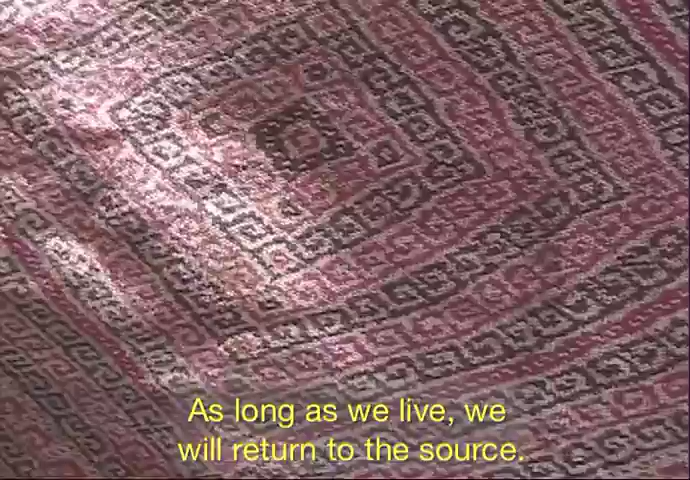 As long as we live, we
will return to the source.